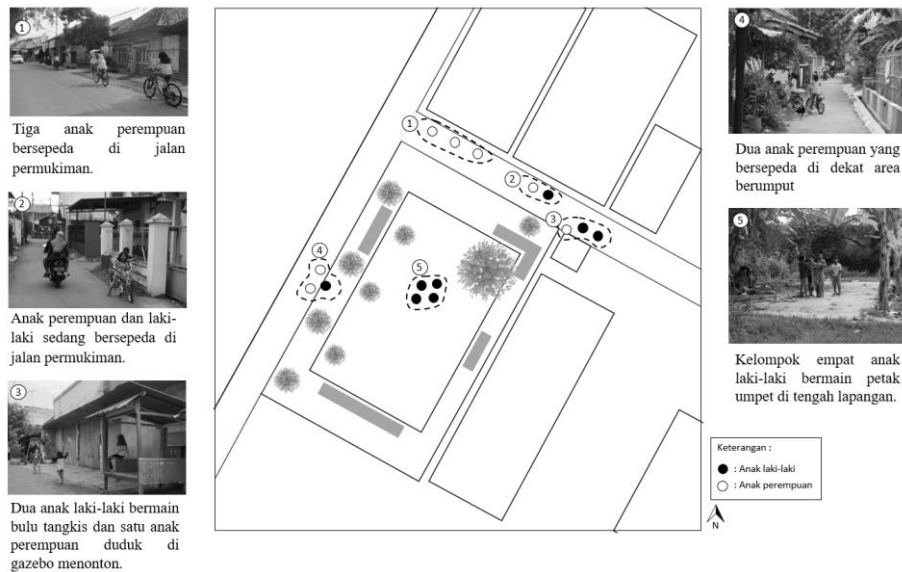 1
Tiga anak perempuan
bersepeda di jalan
permukiman.
2
Anak perempuan dan laki-
laki sedang bersepeda di
jalan permukiman.
3
Dua anak laki-laki bermain
bulu tangkis dan satu anak
perempuan duduk di
gazebo menonton.
1
2
3
4
5
4
Dua anak perempuan yang
bersepeda di dekat area
berumput
5
Kelompok empat anak
laki-laki bermain petak
umpet di tengah lapangan.
Keterangan :
: Anak laki-laki
: Anak perempuan
N